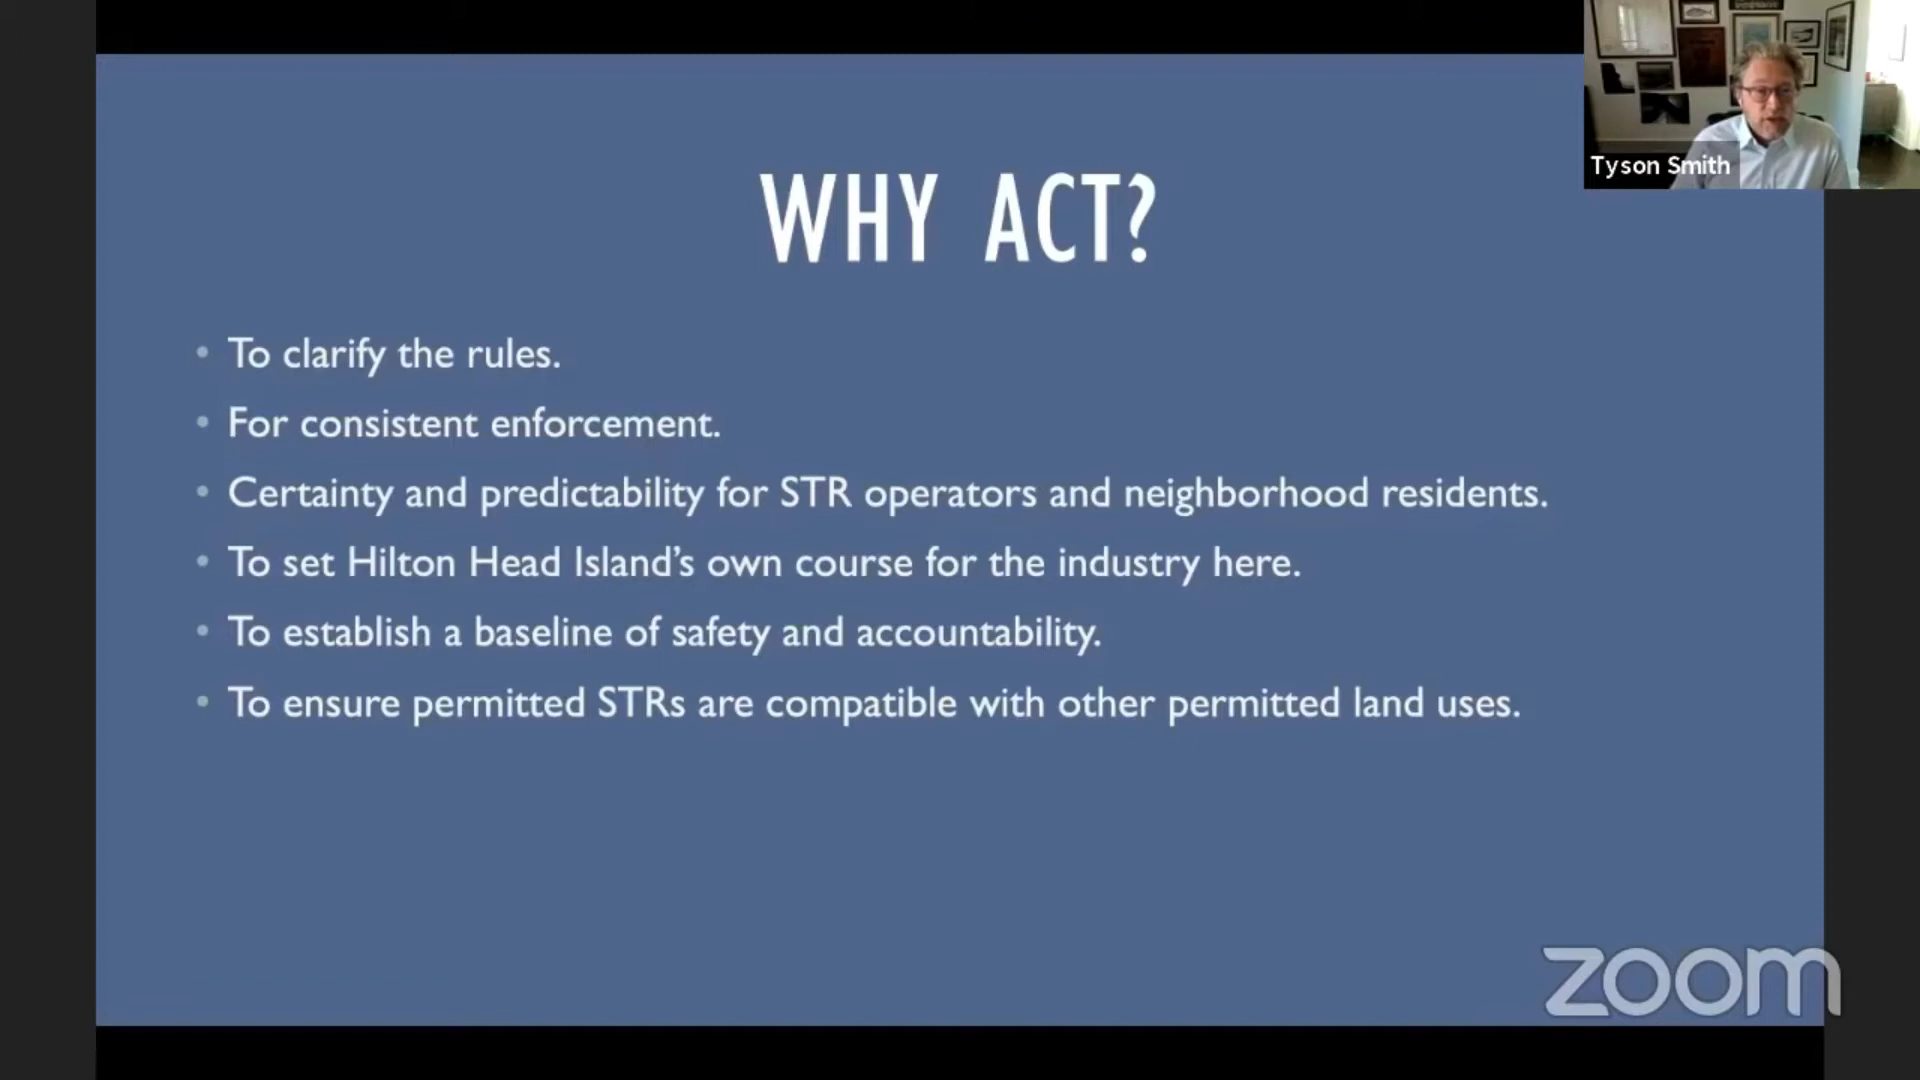 Tyson Smith
WHY ACT?
• To clarify the rules.
• For consistent enforcement.
• Certainty and predictability for STR operators and neighborhood residents.
• To set Hilton Head Island’s own course for the industry here.
• To establish a baseline of safety and accountability.
• To ensure permitted STRs are compatible with other permitted land uses.
zoom